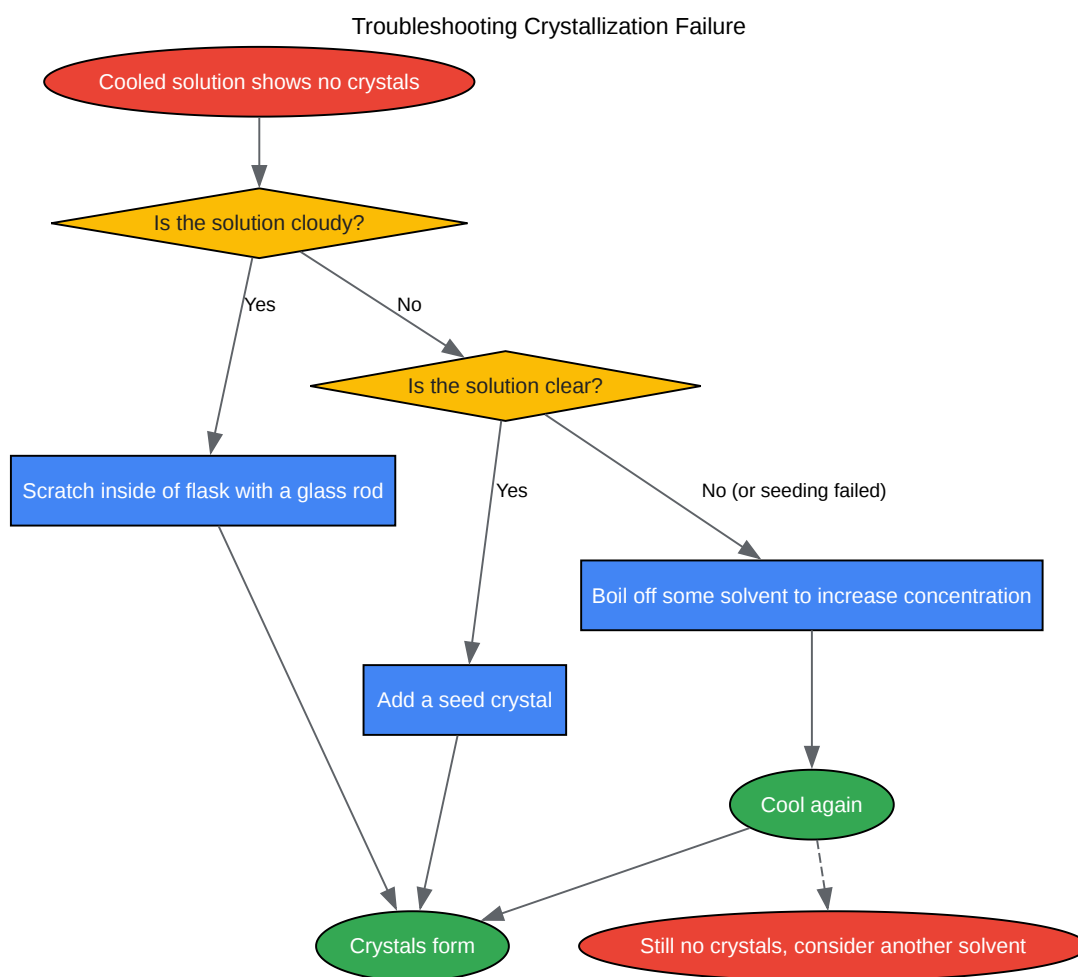 Troubleshooting Crystallization Failure
Cooled solution shows no crystals
Is the solution cloudy?
Yes
No
Is the solution clear?
Scratch inside of flask with a glass rod
Yes
No (or seeding failed)
Boil off some solvent to increase concentration
Add a seed crystal
Cool again
Crystals form
Still no crystals, consider another solvent